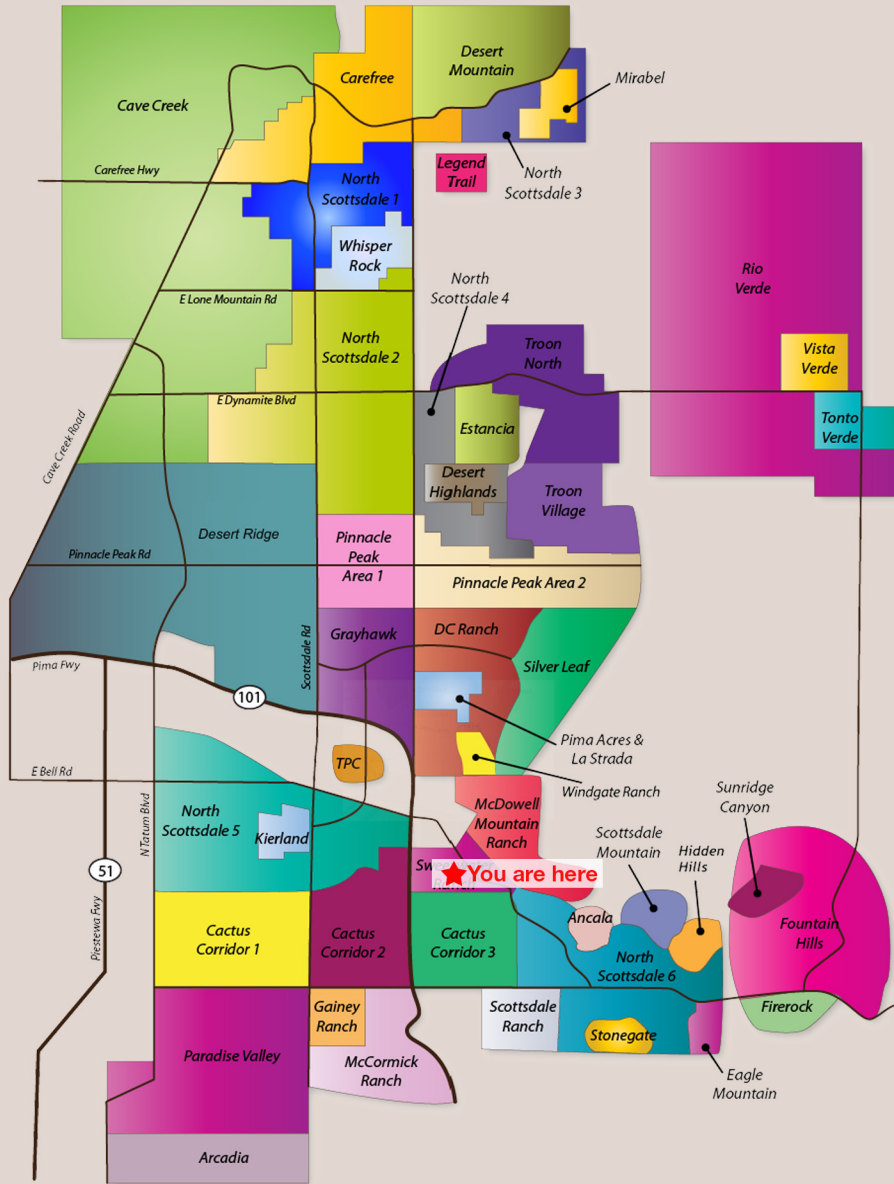 Carefree
Desert
Mountain
Mirabel
Cave Creek
Carefree Hwy
Legend
Trail
North
Scottsdale 3
North
Scottsdale 1
Whisper
Rock
Rio
Verde
North
Scottsdale 4
E Lone Mountain Rd
North
Scottsdale 2
Troon
North
Vista
Verde
E Dynamite Blvd
Cave Creek Road
Estancia
Tonto
Verde
Desert
Highlands
Troon
Village
Desert Ridge
Pinnacle
Peak
Area 1
Pinnacle Peak Rd
Pinnacle Peak Area 2
Scottsdale Rd
Grayhawk
DC Ranch
Silver Leaf
Pima Fwy
101
Pima Acres &
La Strada
TPC
E Bell Rd
Windgate Ranch
Sunridge
Canyon
N Tatum Blvd
North
Scottsdale 5
Kierland
McDowell
Mountain
Ranch
Scottsdale
Mountain
Hidden
Hills
51
Piestewa Fwy
You are here
Ancala
Fountain
Hills
Cactus
Corridor 1
Cactus
Corridor 2
Cactus
Corridor 3
North
Scottsdale 6
Gainey
Ranch
Scottsdale
Ranch
Stonegate
Firerock
Paradise Valley
McCormick
Ranch
Eagle
Mountain
Arcadia